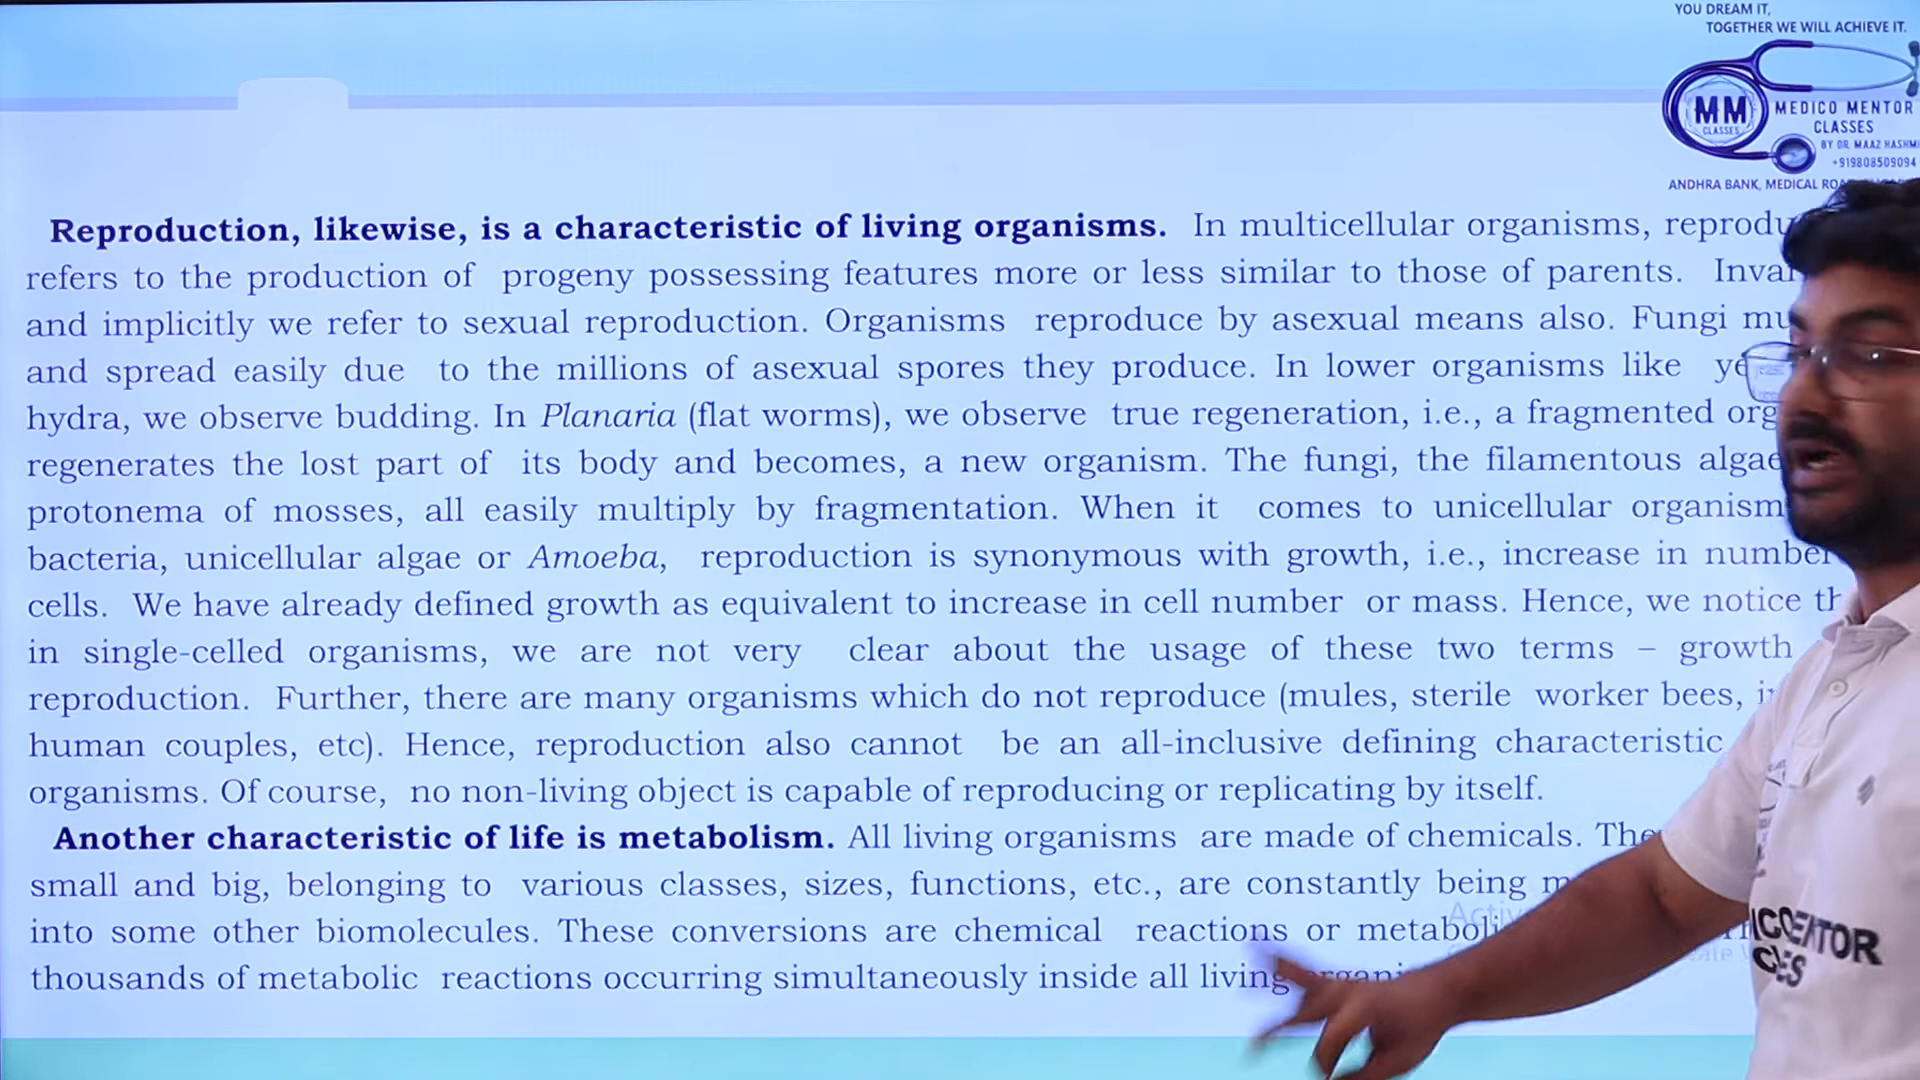 YOU DREAM IT,
TOGETHER WE WILL ACHIEVE IT.
MM
CLASSES
MEDICO MENTOR
CLASSES
BY DR. MAAZ HASHMI
+919808509094
ANDHRA BANK, MEDICAL
Reproduction, likewise, is a characteristic of living organisms. In multicellular organisms,
refers to the production of progeny possessing features more or less similar to those of parents.
and implicitly we refer to sexual reproduction. Organisms reproduce by asexual means also. Fungi
and spread easily due to the millions of asexual spores they produce. In lower organisms like
hydra, we observe budding. In Planaria (flat worms), we observe true regeneration, i.e., a fragmented
regenerates the lost part of its body and becomes, a new organism. The fungi, the filamentous algae
protonema of mosses, all easily multiply by fragmentation. When it comes to unicellular
bacteria, unicellular algae or Amoeba, reproduction is synonymous with growth, i.e., increase in number
cells. We have already defined growth as equivalent to increase in cell number or mass. Hence, we notice
in single-celled organisms, we are not very clear about the usage of these two terms – growth
reproduction. Further, there are many organisms which do not reproduce (mules, sterile worker bees,
human couples, etc). Hence, reproduction also cannot be an all-inclusive defining characteristic
organisms. Of course, no non-living object is capable of reproducing or replicating by itself.
Another characteristic of life is metabolism. All living organisms are made of chemicals.
small and big, belonging to various classes, sizes, functions, etc., are constantly being
into some other biomolecules. These conversions are chemical reactions or
thousands of metabolic reactions occurring simultaneously inside all living